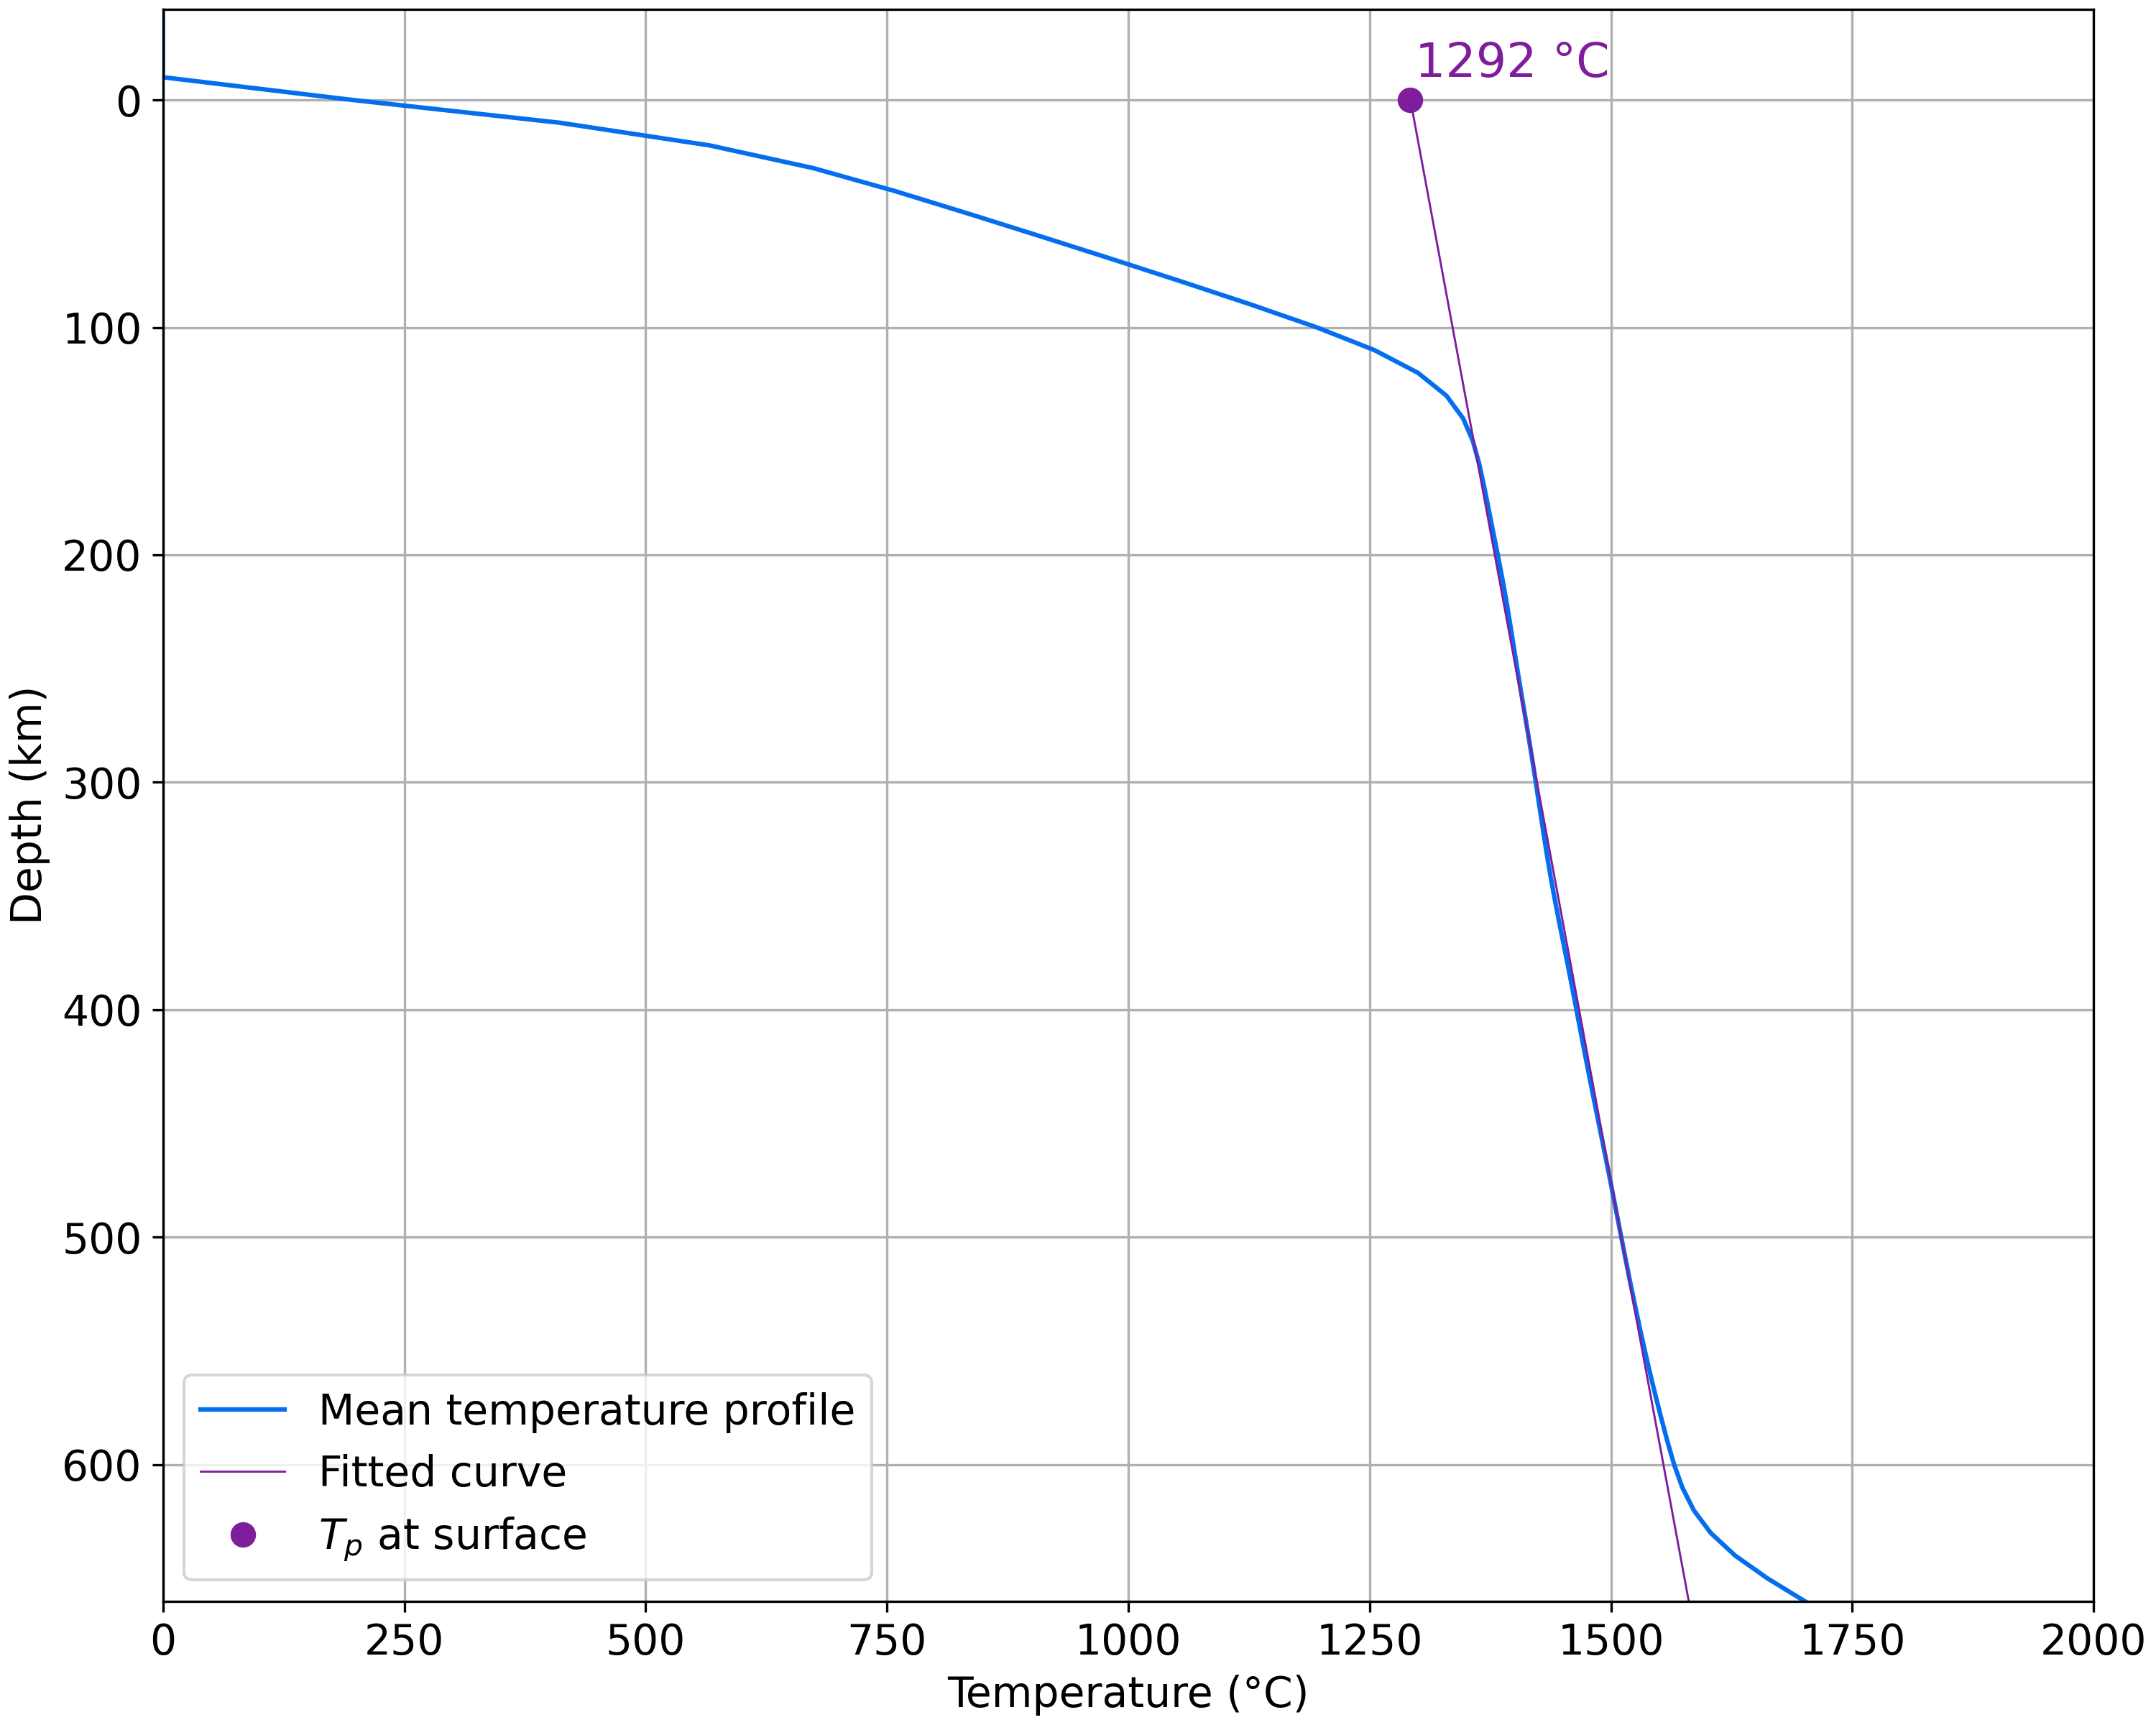 1292 °C
0
100
200
300
400
500
600
Depth (km)
Mean temperature profile
Fitted curve
Tp at surface
0 250 500 750 1000 1250 1500 1750 2000
Temperature (°C)